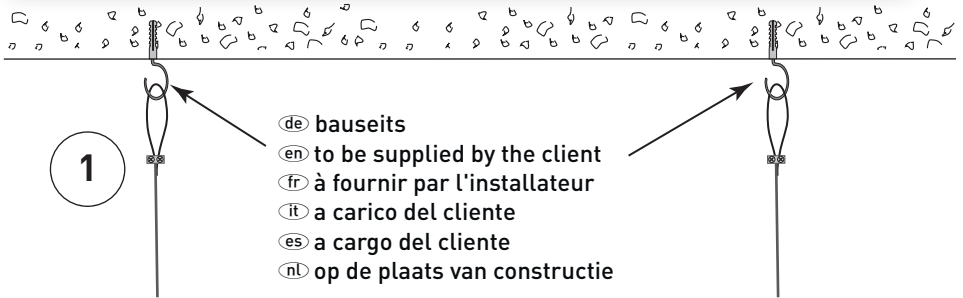 1
de bauseits
en to be supplied by the client
fr à fournir par l'installateur
it a carico del cliente
es a cargo del cliente
nl op de plaats van constructie